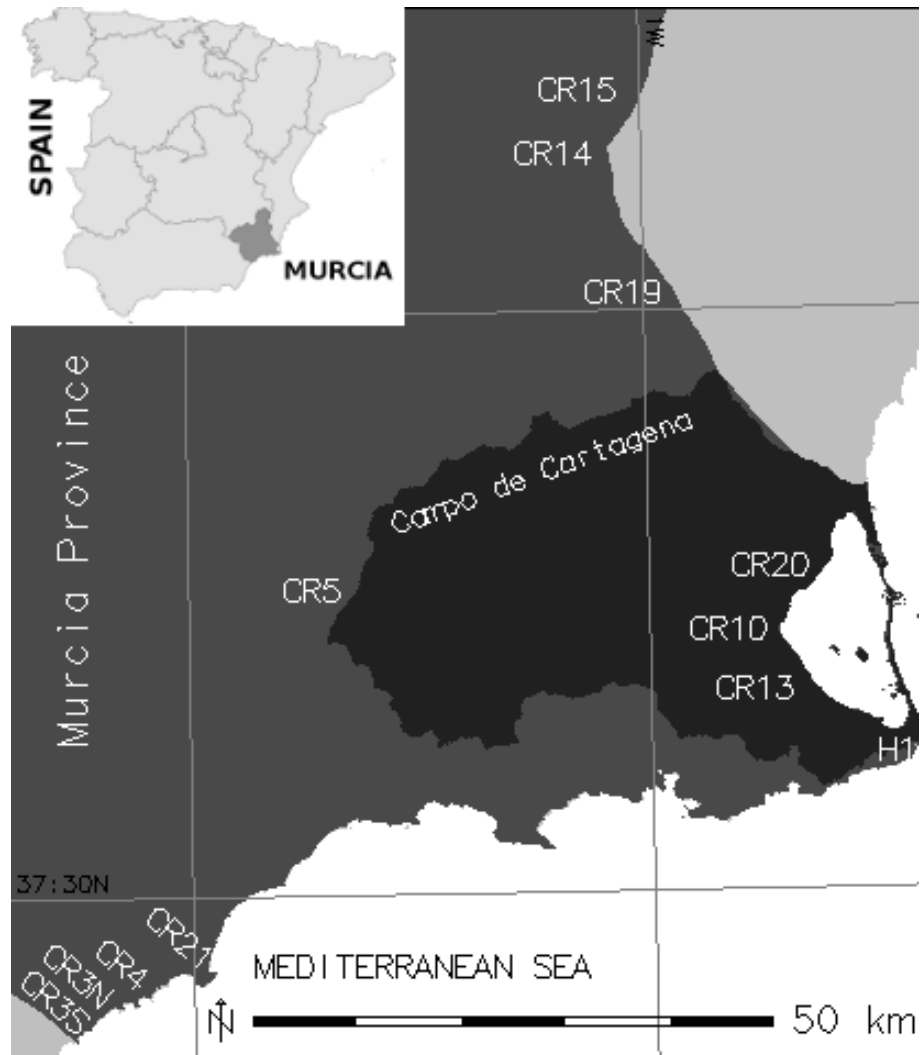 SPAIN
MURCIA
1W
CR15
CR14
CR19
Murcia Province
Campo de Cartagena
CR5
CR20
CR10
CR13
H1
37:30N
CR21
CR4
CR3N
CR3S
MEDITERRANEAN SEA
N
50 km